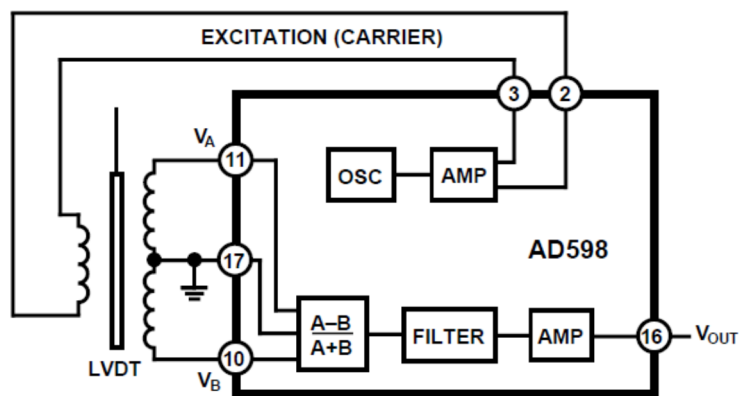 EXCITATION (CARRIER)
3
2
VA
11
OSC
AMP
17
AD598
A–B
A+B
FILTER
AMP
16
VOUT
LVDT
10
VB